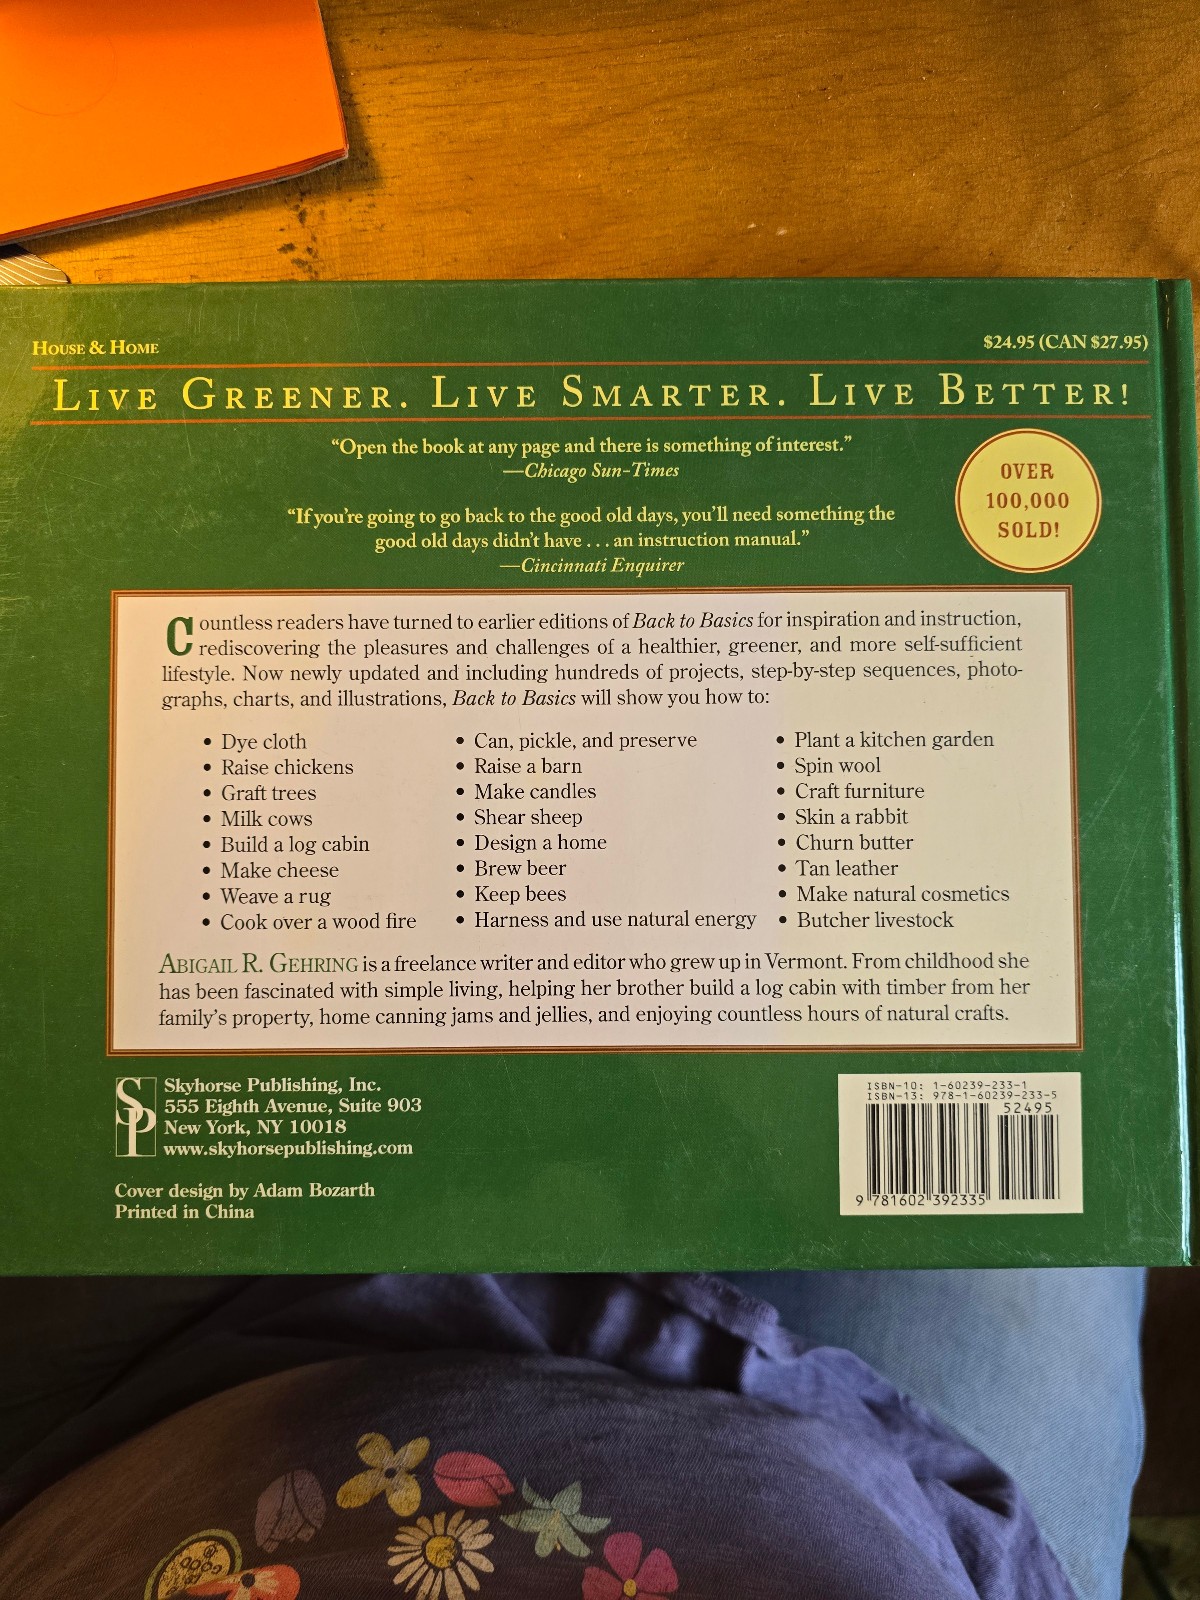 HOUSE & HOME
$24.95 (CAN $27.95)
LIVE GREENER. LIVE SMARTER. LIVE BETTER!
“Open the book at any page and there is something of interest.”
—Chicago Sun-Times
OVER
100,000
SOLD!
“If you’re going to go back to the good old days, you’ll need something the
good old days didn’t have . . . an instruction manual.”
—Cincinnati Enquirer
Countless readers have turned to earlier editions of Back to Basics for inspiration and instruction,
rediscovering the pleasures and challenges of a healthier, greener, and more self-sufficient
lifestyle. Now newly updated and including hundreds of projects, step-by-step sequences, photo-
graphs, charts, and illustrations, Back to Basics will show you how to:
• Dye cloth
• Raise chickens
• Graft trees
• Milk cows
• Build a log cabin
• Make cheese
• Weave a rug
• Cook over a wood fire
• Can, pickle, and preserve
• Raise a barn
• Make candles
• Shear sheep
• Design a home
• Brew beer
• Keep bees
• Harness and use natural energy
• Plant a kitchen garden
• Spin wool
• Craft furniture
• Skin a rabbit
• Churn butter
• Tan leather
• Make natural cosmetics
• Butcher livestock
ABIGAIL R. GEHRING is a freelance writer and editor who grew up in Vermont. From childhood she
has been fascinated with simple living, helping her brother build a log cabin with timber from her
family’s property, home canning jams and jellies, and enjoying countless hours of natural crafts.
SP
Skyhorse Publishing, Inc.
555 Eighth Avenue, Suite 903
New York, NY 10018
www.skyhorsepublishing.com
Cover design by Adam Bozarth
Printed in China
ISBN-10: 1-60239-233-1
ISBN-13: 978-1-60239-233-5
52495
9 781602 392335